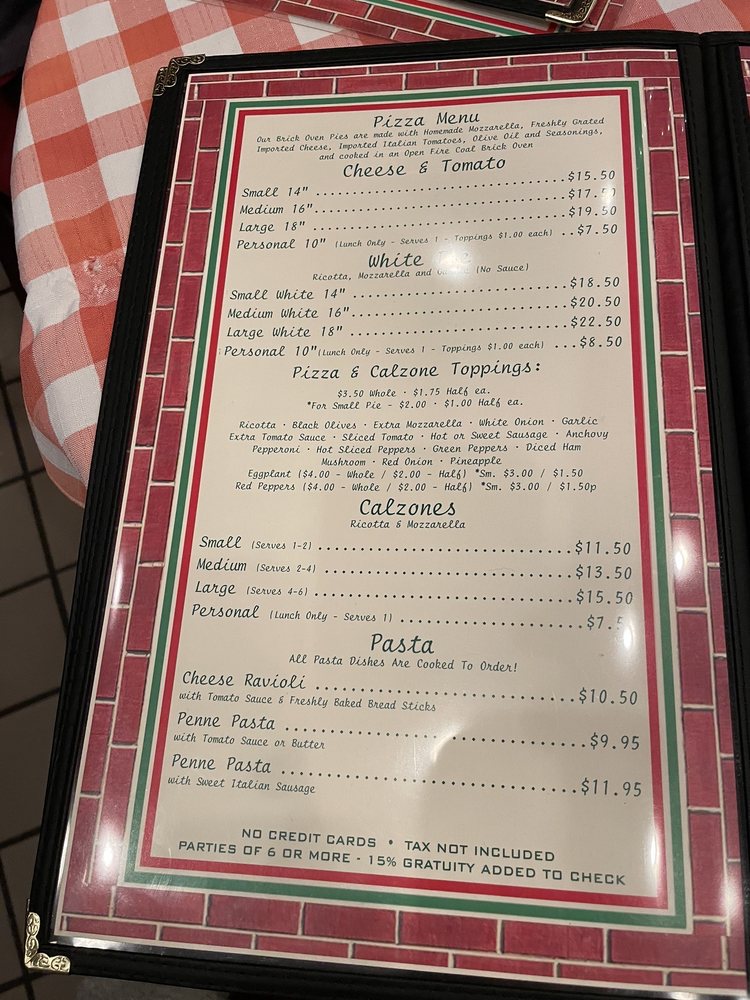 Pizza Menu
Our Brick Oven Pies are made with Homemade Mozzarella, Freshly Grated
Imported Cheese, Imported Italian Tomatoes, Olive Oil and Seasonings,
and cooked in an Open Fire Coal Brick Oven
Cheese & Tomato
Small 14" ........................................$15.50
Medium 16"........................................$17.
Large 18" ........................................$19.50
Personal 10" (Lunch Only - Serves 1 - Toppings $1.00 each) ..$7.50
White
Ricotta, Mozzarella and (No Sauce)
Small White 14" ........................................$18.50
Medium White 16"........................................$20.50
Large White 18" ........................................$22.50
Personal 10"(Lunch Only - Serves 1 - Toppings $1.00 each) ...$8.50
Pizza & Calzone Toppings:
$3.50 Whole · $1.75 Half ea.
*For Small Pie - $2.00 · $1.00 Half ea.
Ricotta · Black Olives · Extra Mozzarella · White Onion · Garlic
Extra Tomato Sauce · Sliced Tomato · Hot or Sweet Sausage · Anchovy
Pepperoni · Hot Sliced Peppers · Green Peppers · Diced Ham
Mushroom · Red Onion · Pineapple
Eggplant ($4.00 - Whole / $2.00 - Half) *Sm. $3.00 / $1.50
Red Peppers ($4.00 - Whole / $2.00 - Half) *Sm. $3.00 / $1.50p
Calzones
Ricotta & Mozzarella
Small (Serves 1-2) ..............................$11.50
Medium (Serves 2-4) ..............................$13.50
Large (Serves 4-6) ..............................$15.50
Personal (Lunch Only - Serves 1) ......................$7.5
Pasta
All Pasta Dishes Are Cooked To Order!
Cheese Ravioli ..............................$10.50
with Tomato Sauce & Freshly Baked Bread Sticks
Penne Pasta ..............................$9.95
with Tomato Sauce or Butter
Penne Pasta ..............................$11.95
with Sweet Italian Sausage
NO CREDIT CARDS • TAX NOT INCLUDED
PARTIES OF 6 OR MORE - 15% GRATUITY ADDED TO CHECK